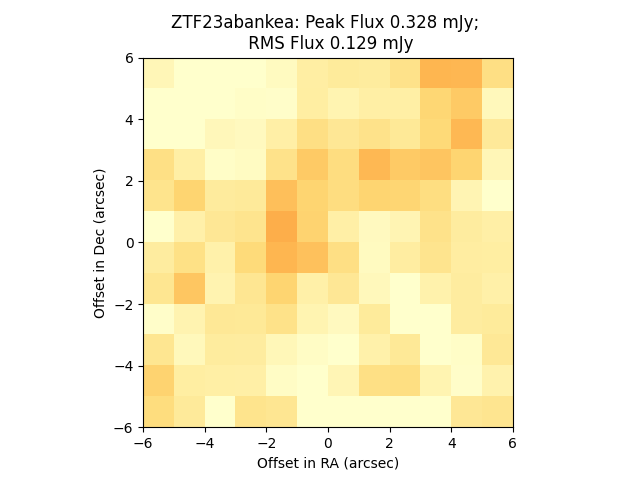 ZTF23abankea: Peak Flux 0.328 mJy;
RMS Flux 0.129 mJy
6
4
2
0
−2
−4
−6
Offset in Dec (arcsec)
−6 −4 −2 0 2 4 6
Offset in RA (arcsec)